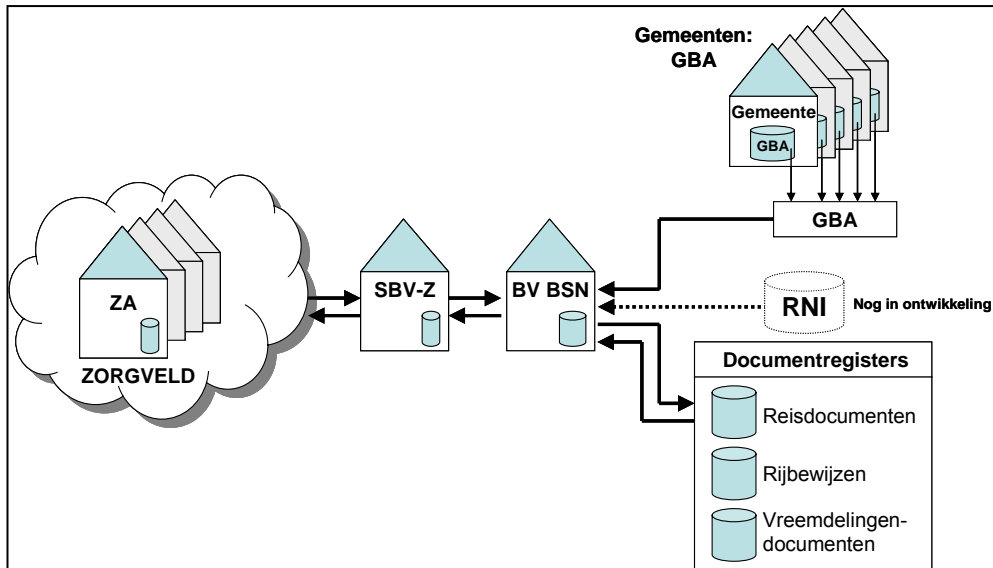 Gemeenten:
GBA
Gemeente
GBA
GBA
ZA
ZORGVELD
SBV-Z
BV BSN
RNI
Nog in ontwikkeling
Documentregisters
Reisdocumenten
Rijbewijzen
Vreemdelingen-
documenten